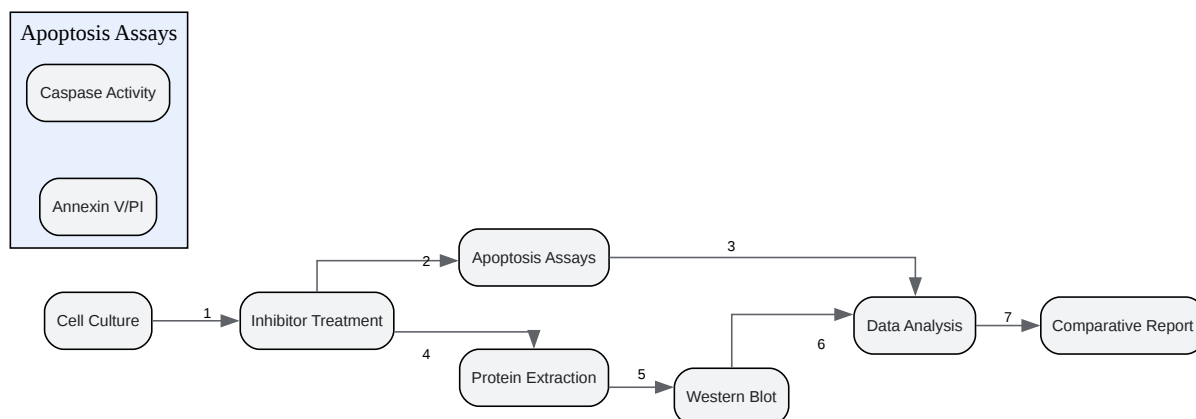 Apoptosis Assays
Caspase Activity
Annexin V/PI
Cell Culture
1
Inhibitor Treatment
2
Apoptosis Assays
3
4
Protein Extraction
5
Western Blot
6
Data Analysis
7
Comparative Report